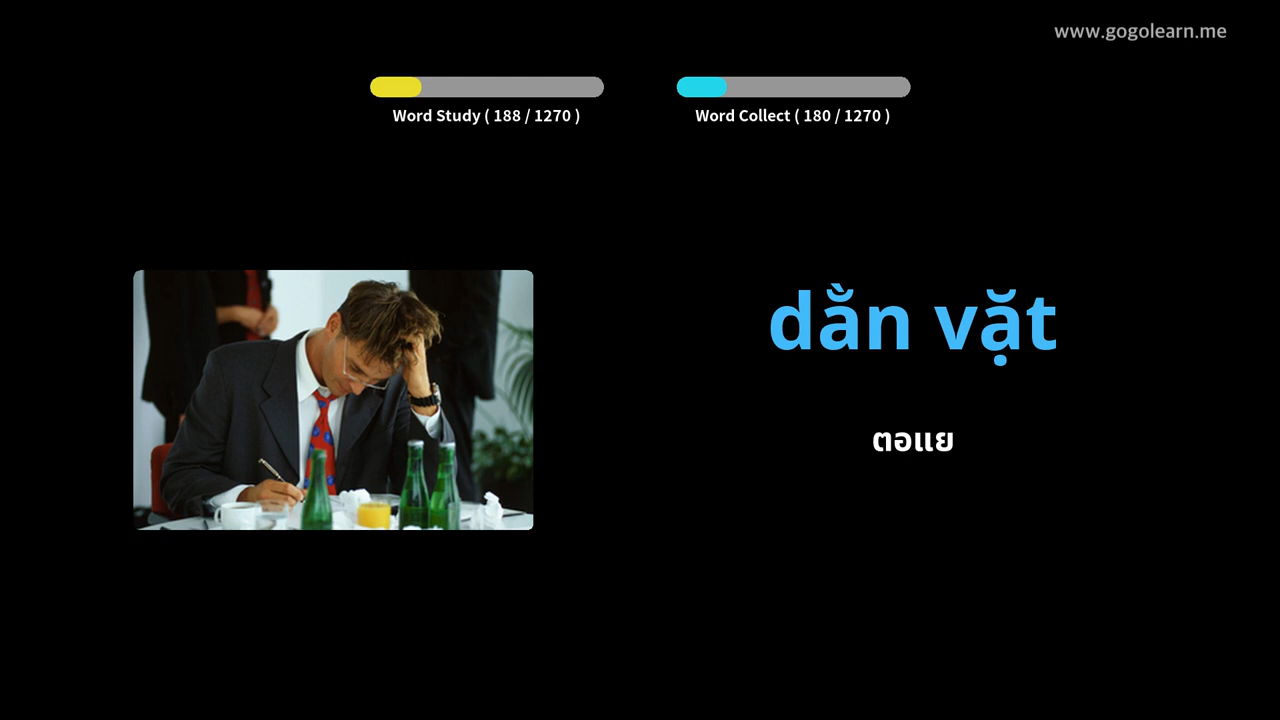 www.gogolearn.me
Word Study ( 188 / 1270 )
Word Collect ( 180 / 1270 )
dằn vặt
ตอแย